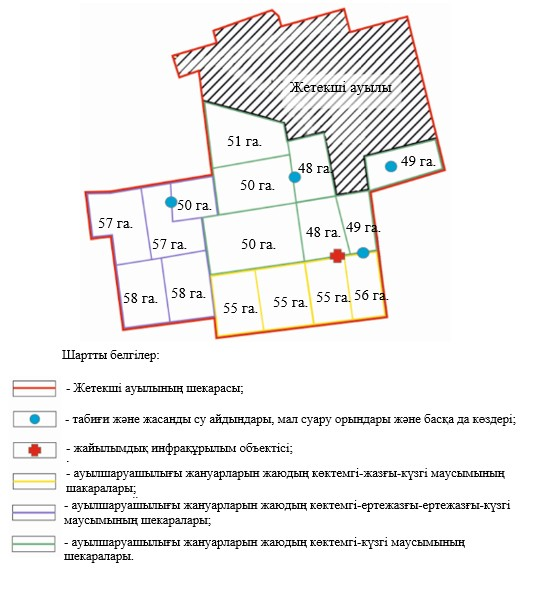 Жетекші ауылы
51 га.
48 га.
49 га.
50 га.
50 га.
57 га.
57 га.
50 га.
48 га.
49 га.
58 га.
58 га.
55 га.
55 га.
55 га.
56 га.
Шартты белгілер:
- Жетекші ауылының шекарасы;
- табиғи және жасанды су айдындары, мал суару орындары және басқа да көздері;
- жайылымдық инфрақұрылым объектісі;
- ауылшаруашылығы жануарларын жаюдың көктемгі-жазғы-күзгі маусымының
шакаралары;
- ауылшаруашылығы жануарларын жаюдың көктемгі-ертежазғы-ертежазғы-күзгі
маусымының шекаралары;
- ауылшаруашылығы жануарларын жаюдың көктемгі-күзгі маусымының
шекаралары.